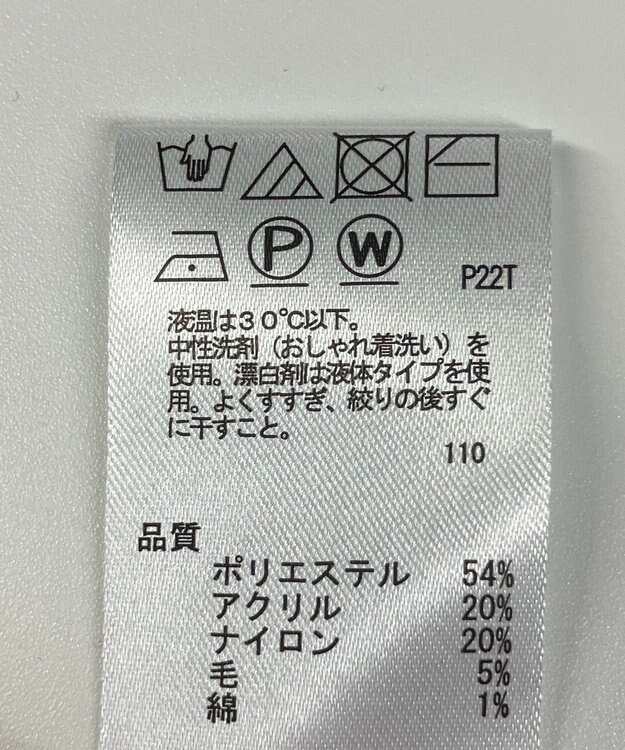 P W P22T
液温は30℃以下。
中性洗剤（おしゃれ着洗い）を
使用。漂白剤は液体タイプを使
用。よくすすぎ、絞りの後すぐ
に干すこと。
110
品質
ポリエステル 54%
アクリル 20%
ナイロン 20%
毛 5%
綿 1%